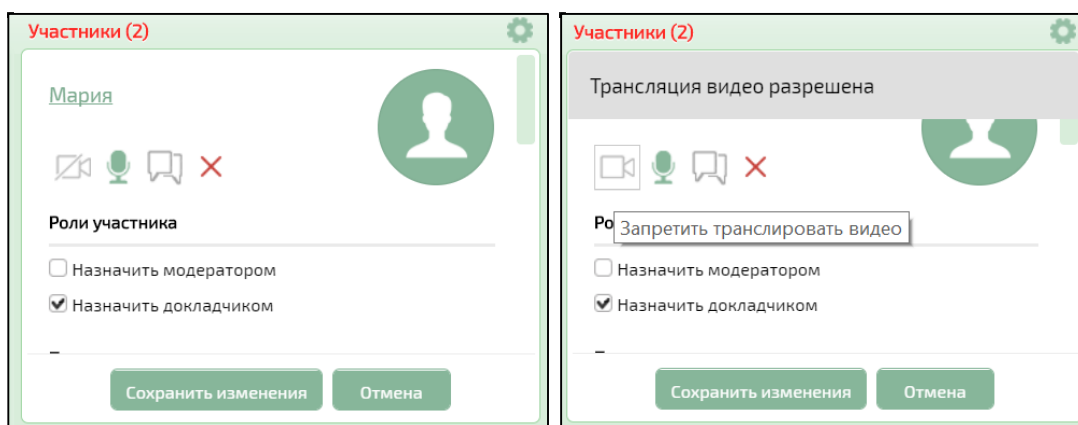 Участники (2)
Мария
Роли участника
Назначить модератором
Назначить докладчиком
Сохранить изменения
Отмена
Участники (2)
Трансляция видео разрешена
Ро
Запретить транслировать видео
Назначить модератором
Назначить докладчиком
Сохранить изменения
Отмена